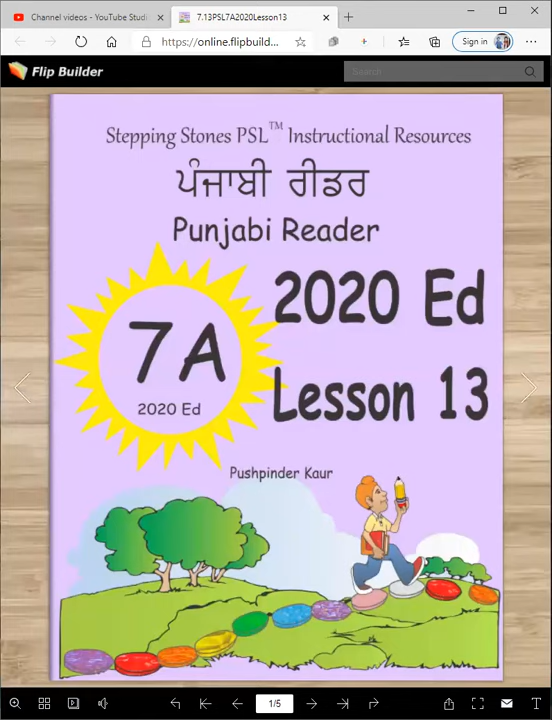 Channel videos - YouTube Studi
7.13PSL7A2020Lesson13
https://online.flipbuild...
Sign in
Flip Builder
Search
Stepping Stones PSL™ Instructional Resources
ਪੰਜਾਬੀ ਰੀਡਰ
Punjabi Reader
2020 Ed
7A
2020 Ed
Lesson 13
Pushpinder Kaur
1/5